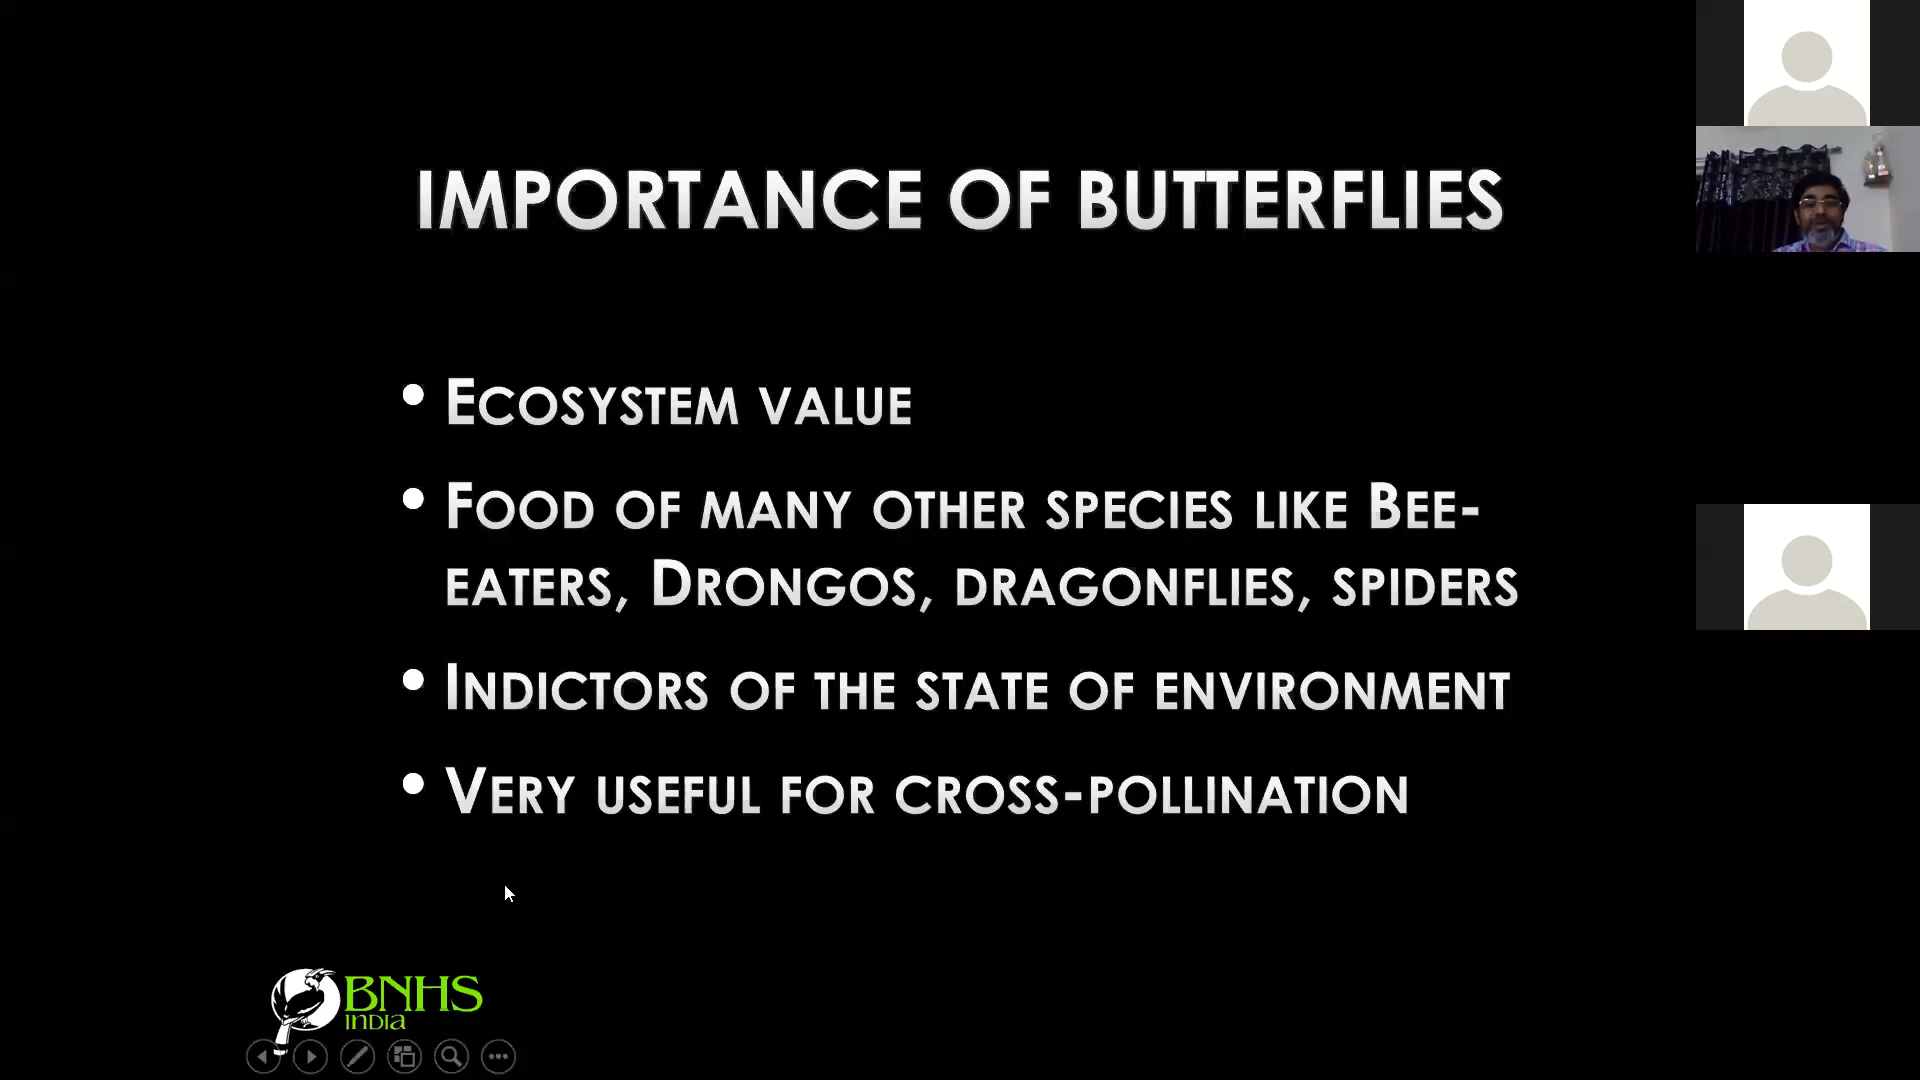 IMPORTANCE OF BUTTERFLIES
• ECOSYSTEM VALUE
• FOOD OF MANY OTHER SPECIES LIKE BEE-
EATERS, DRONGOS, DRAGONFLIES, SPIDERS
• INDICTORS OF THE STATE OF ENVIRONMENT
• VERY USEFUL FOR CROSS-POLLINATION
BNHS
INDIA